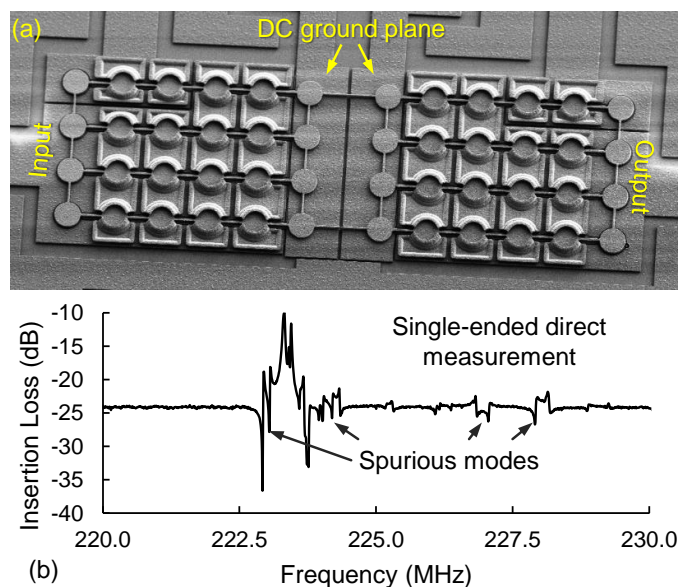 (a)
DC ground plane
Input
Output
Insertion Loss (dB)
-10
-15
-20
-25
-30
-35
-40
Single-ended direct
measurement
Spurious modes
220.0
222.5
225.0
227.5
230.0
(b)
Frequency (MHz)